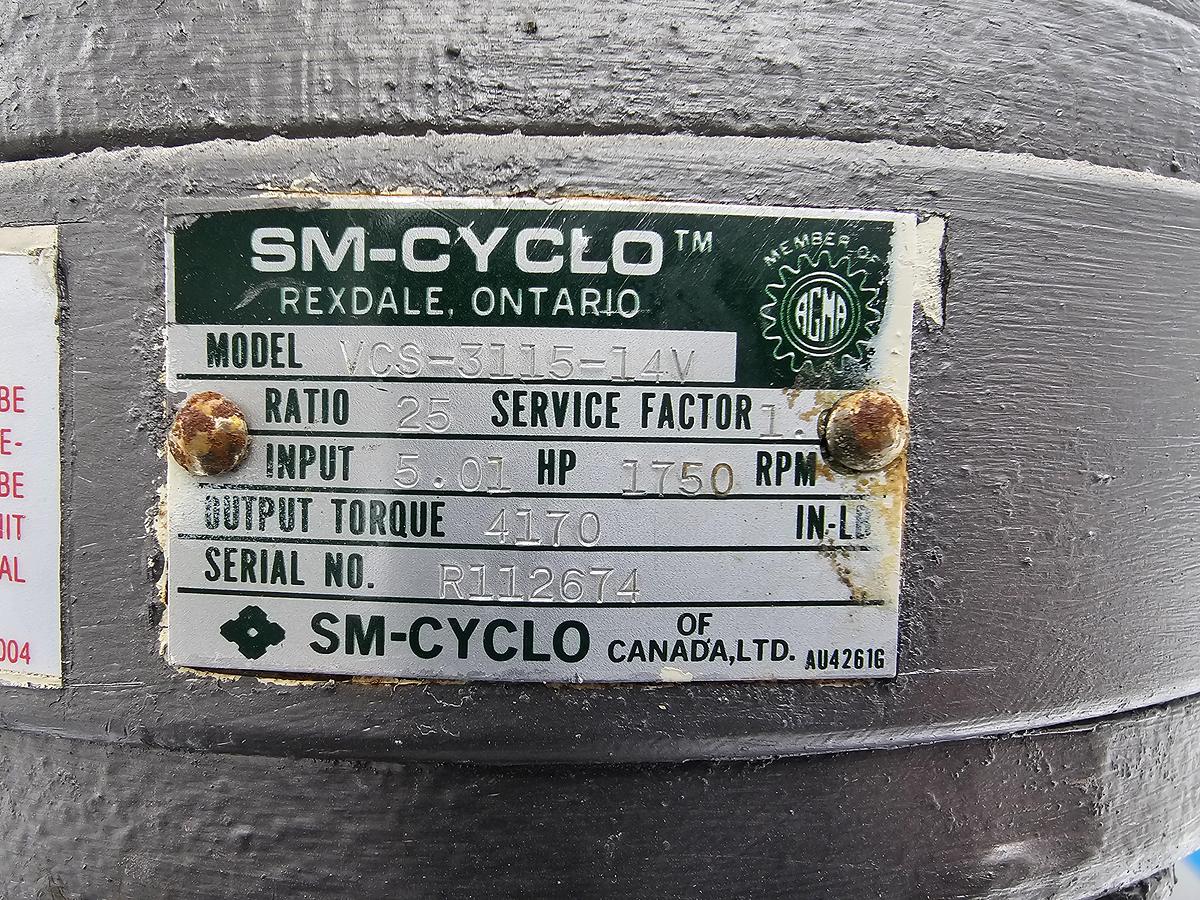 SM-CYCLO™
REXDALE, ONTARIO
MEMBER OF
AGMA
MODEL VCS-3115-14V
RATIO 25 SERVICE FACTOR 1.
INPUT 5.01 HP 1750 RPM
OUTPUT TORQUE 4170 IN-LB
SERIAL NO. R112674
SM-CYCLO OF CANADA, LTD. AU4261G
BE
E-
BE
IT
AL
004